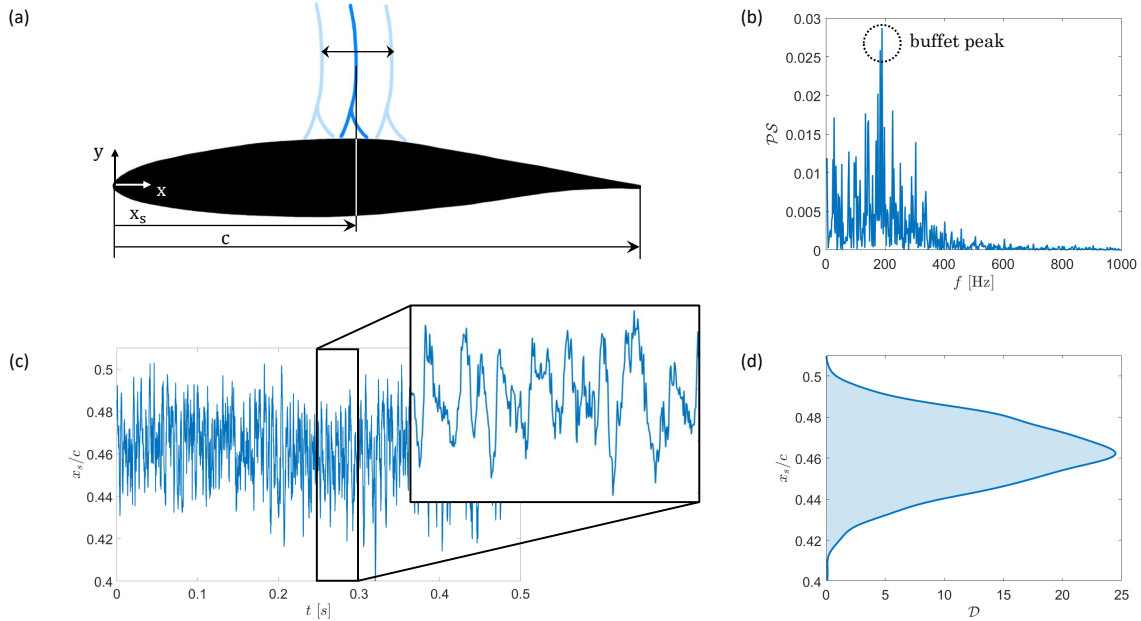 (a)
y
x
xₛ
c
(b)
0.03
0.025
0.02
0.015
0.01
0.005
0
PS
buffet peak
0 200 400 600 800 1000
f [Hz]
(c)
0.5
0.48
0.46
0.44
0.42
0.4
xₛ/c
0 0.1 0.2 0.3 0.4 0.5
t [s]
(d)
0.5
0.48
0.46
0.44
0.42
0.4
xₛ/c
0 5 10 15 20 25
D